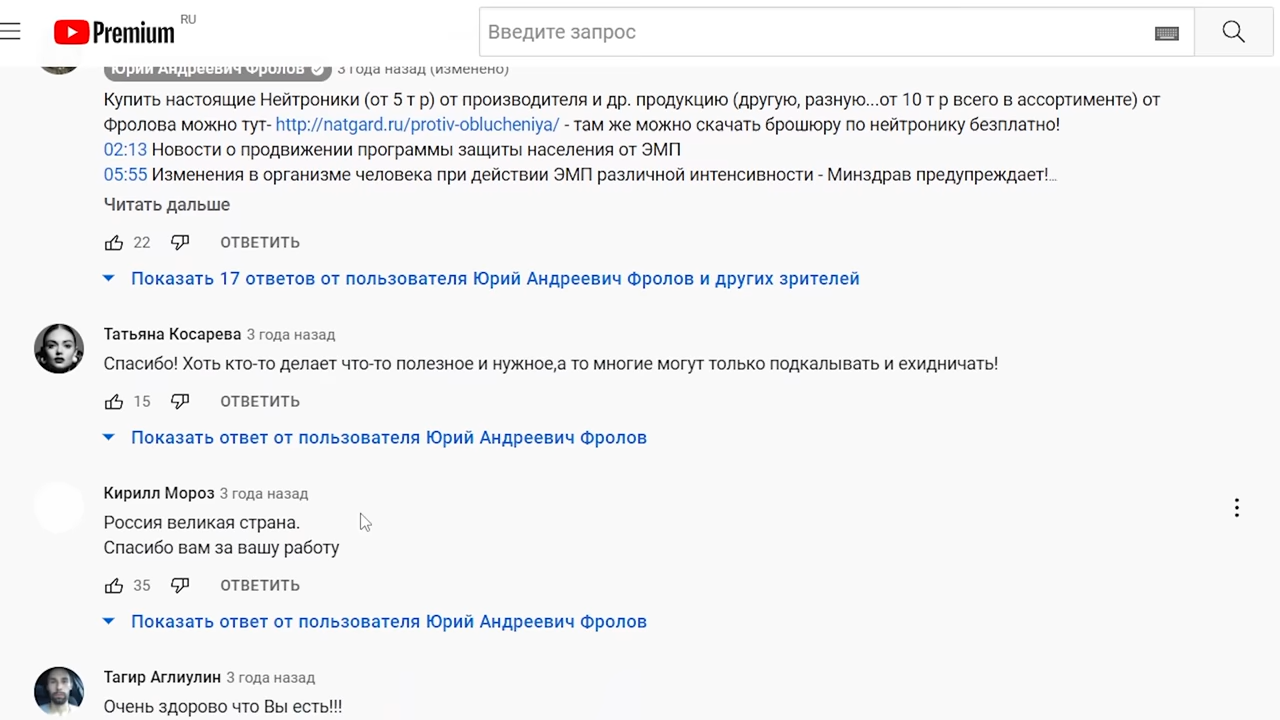 Premium RU
Введите запрос
Юрий Андреевич Фролов 3 года назад (изменено)
Купить настоящие Нейтроники (от 5 т р) от производителя и др. продукцию (другую, разную...от 10 т р всего в ассортименте) от
Фролова можно тут- http://natgard.ru/protiv-oblucheniya/ - там же можно скачать брошюру по нейтронику бесплатно!
02:13 Новости о продвижении программы защиты населения от ЭМП
05:55 Изменения в организме человека при действии ЭМП различной интенсивности - Минздрав предупреждает!...
Читать дальше
22 ОТВЕТИТЬ
Показать 17 ответов от пользователя Юрий Андреевич Фролов и других зрителей
Татьяна Косарева 3 года назад
Спасибо! Хоть кто-то делает что-то полезное и нужное,а то многие могут только подкалывать и ехидничать!
15 ОТВЕТИТЬ
Показать ответ от пользователя Юрий Андреевич Фролов
Кирилл Мороз 3 года назад
Россия великая страна.
Спасибо вам за вашу работу
35 ОТВЕТИТЬ
Показать ответ от пользователя Юрий Андреевич Фролов
Тагир Аглиулин 3 года назад
Очень здорово что Вы есть!!!